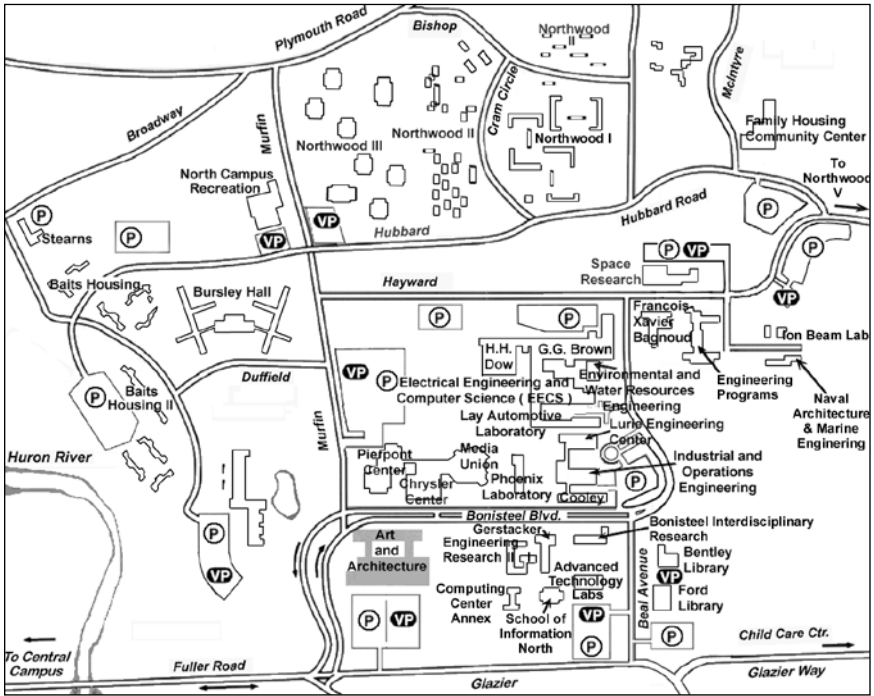 Plymouth Road
Bishop
Northwood
II
McIntyre
Broadway
Murfin
Cram Circle
Northwood III
Northwood II
Northwood I
Family Housing
Community Center
To
Northwood
V
North Campus
Recreation
P
Stearns
P
VP
VP
Hubbard
Hubbard Road
P
P
P
VP
Space
Research
VP
Baits Housing
Bursley Hall
Hayward
P
P
Francois-
Xavier
Bagnoud
Ion Beam Lab
H.H.
Dow
G.G. Brown
Environmental and
Water Resources
Engineering
Engineering
Programs
Naval
Architecture
& Marine
Enginering
VP
P
Duffield
Electrical Engineering and
Computer Science ( EECS )
P
Baits
Housing II
Murfin
Lay Automotive
Laboratory
Lurie Engineering
Center
Huron River
Pierpont
Center
Media
Union
Chrysler
Center
Phoenix
Laboratory
Cooley
P
Industrial and
Operations
Engineering
Bonisteel Blvd.
P
VP
Art
and
Architecture
Gerstacker
Engineering
Research II
Bonisteel Interdisciplinary
Research
Advanced
Technology
Labs
Beal Avenue
Bentley
Library
VP
Ford
Library
Computing
Center
Annex
School of
Information
North
P
VP
VP
P
P
Child Care Ctr.
To Central
Campus
Fuller Road
Glazier
Glazier Way